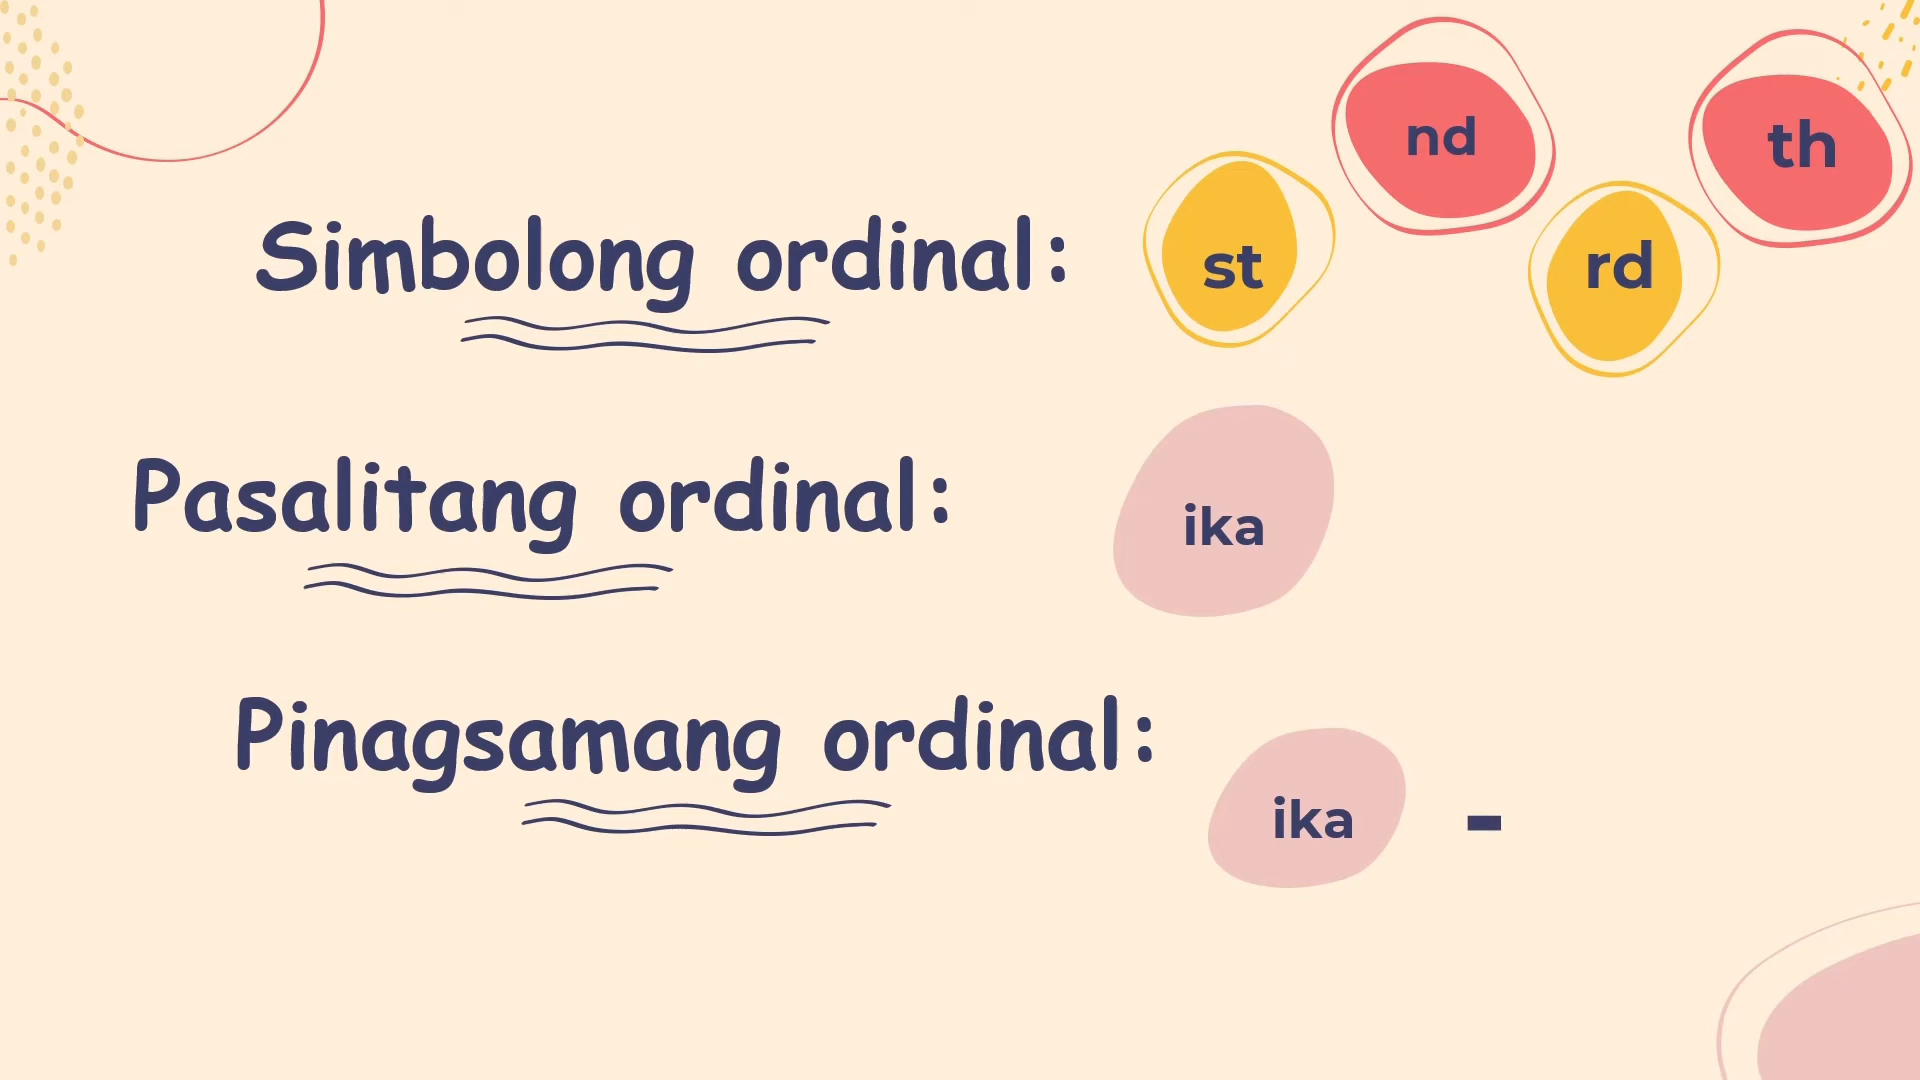 Simbolong ordinal: st nd rd th
Pasalitang ordinal: ika
Pinagsamang ordinal: ika -